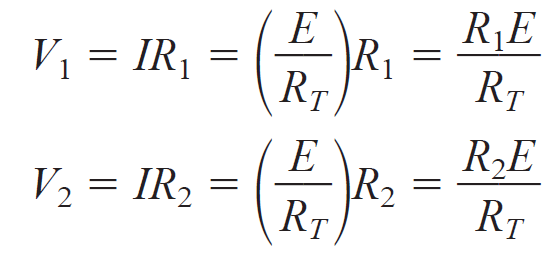 V₁ = IR₁ = (E/R_T)R₁ = R₁E/R_T
V₂ = IR₂ = (E/R_T)R₂ = R₂E/R_T